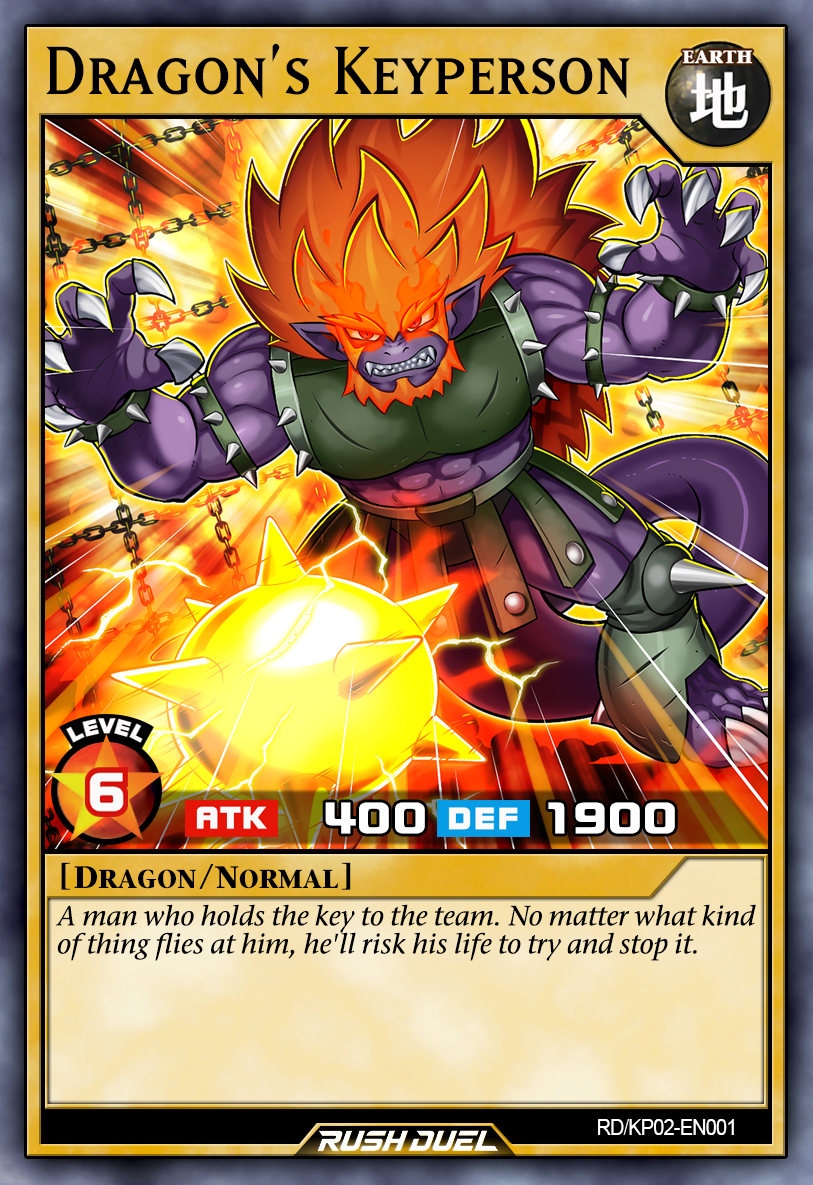 Dragon's Keyperson
EARTH
地
LEVEL
6
ATK 400 DEF 1900
[Dragon/Normal]
A man who holds the key to the team. No matter what kind
of thing flies at him, he'll risk his life to try and stop it.
RD/KP02-EN001
RUSH DUEL